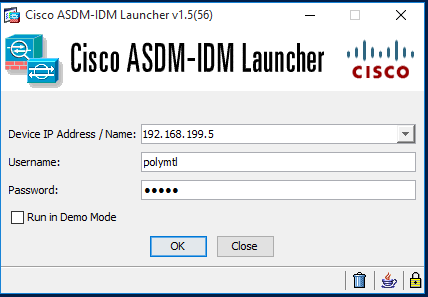 Cisco ASDM-IDM Launcher v1.5(56)
Cisco ASDM-IDM Launcher
CISCO
Device IP Address / Name: 192.168.199.5
Username: polymtl
Password: •••••
Run in Demo Mode
OK Close